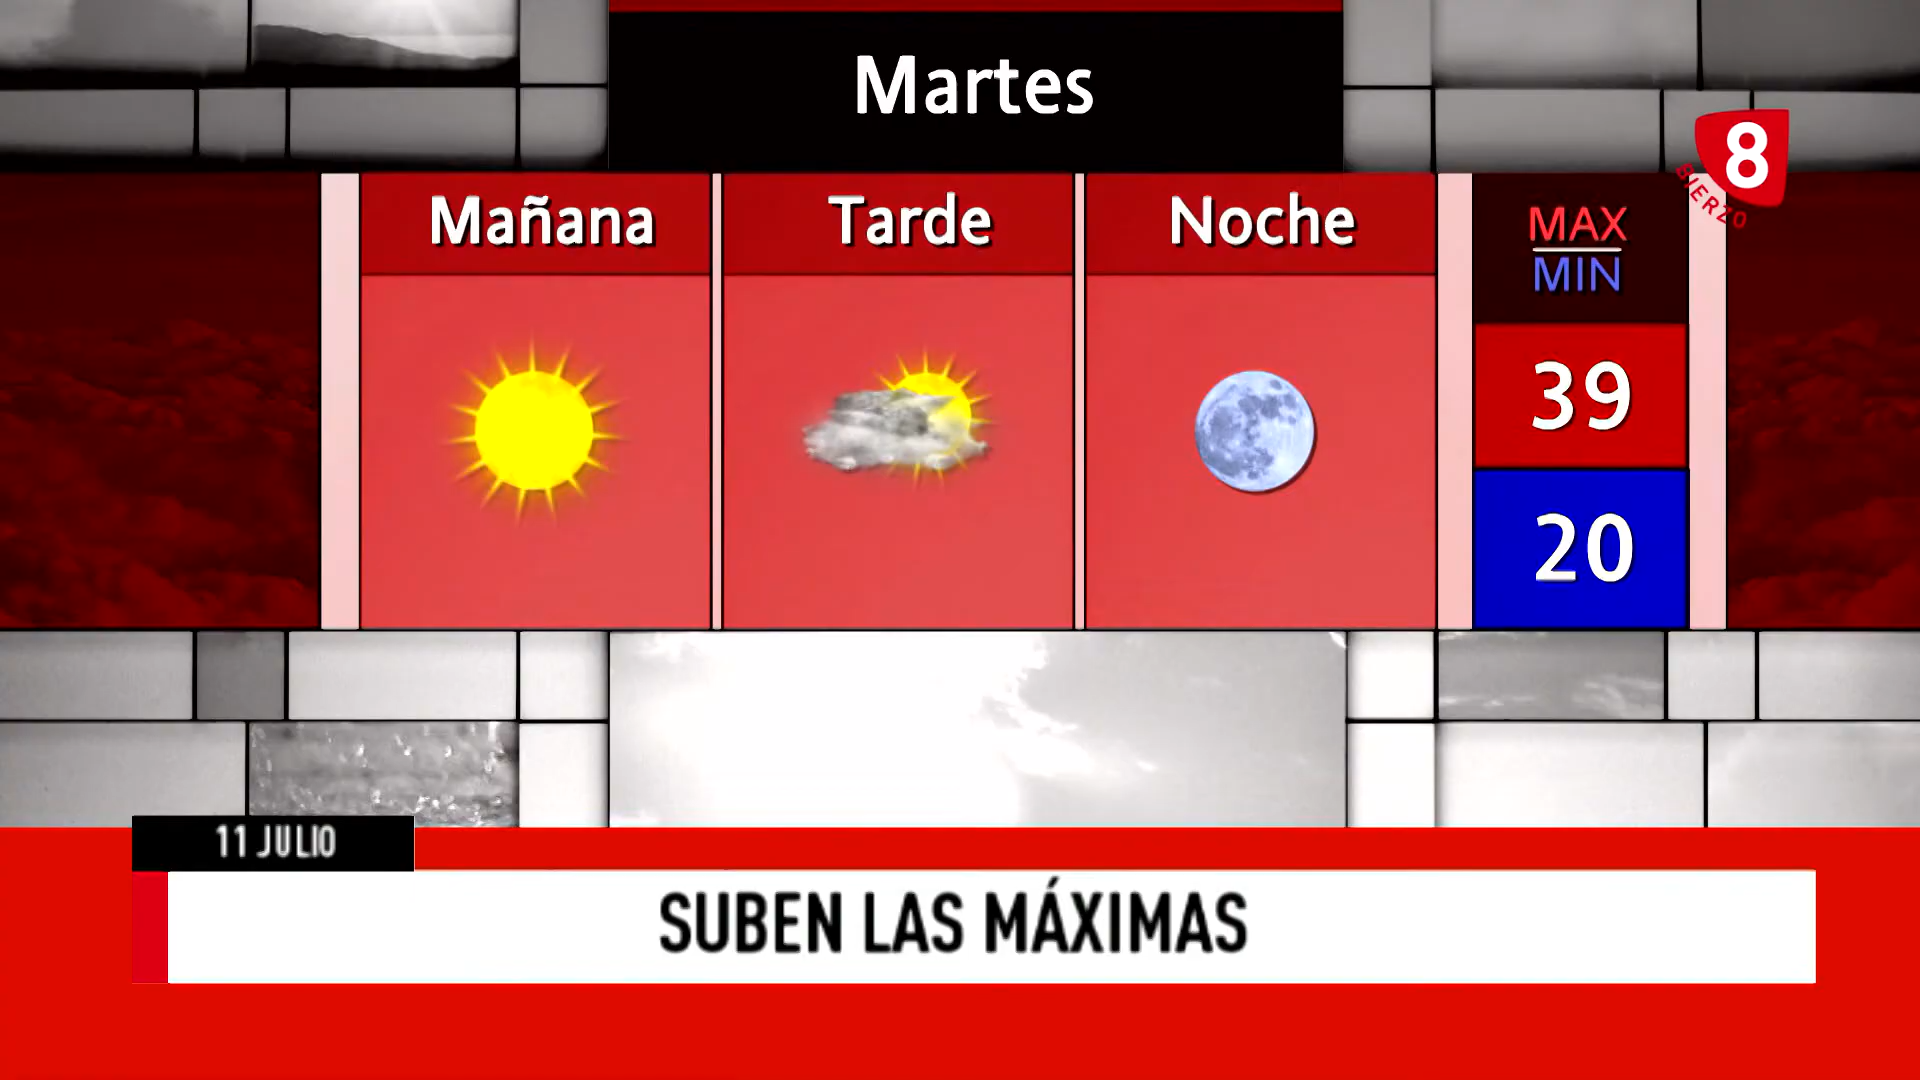 Martes
8
BIERZO
Mañana
Tarde
Noche
MAX
MIN
39
20
11 JULIO
SUBEN LAS MÁXIMAS